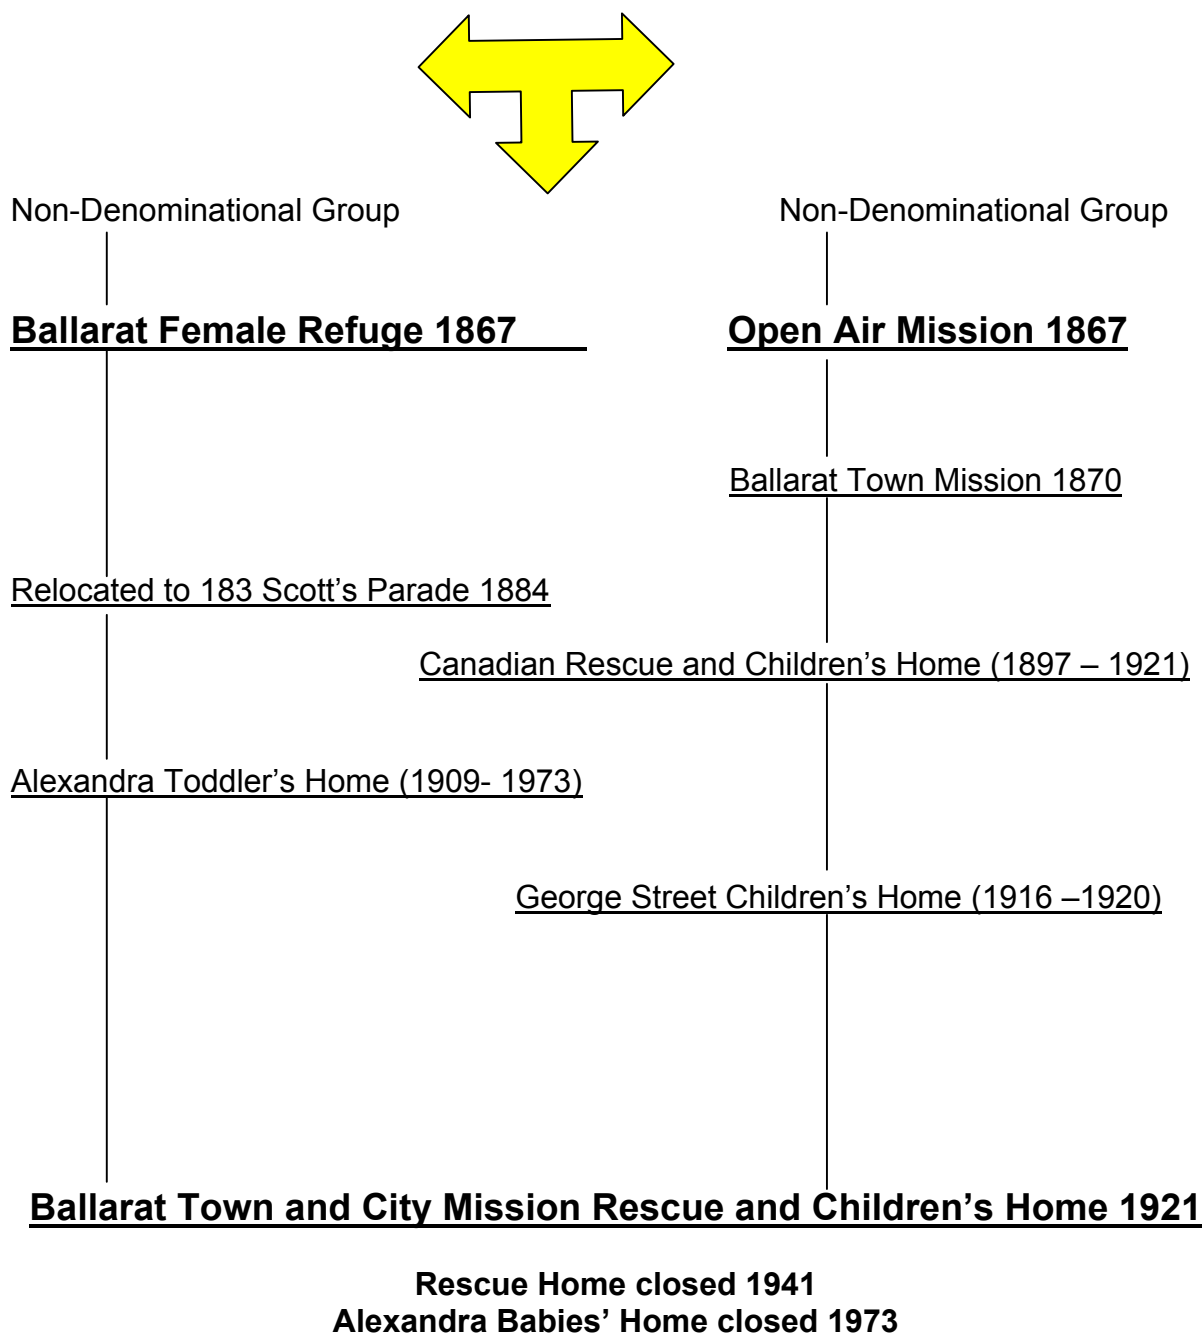 Non-Denominational Group
Non-Denominational Group
Ballarat Female Refuge 1867
Open Air Mission 1867
Ballarat Town Mission 1870
Relocated to 183 Scott’s Parade 1884
Canadian Rescue and Children’s Home (1897 – 1921)
Alexandra Toddler’s Home (1909- 1973)
George Street Children’s Home (1916 –1920)
Ballarat Town and City Mission Rescue and Children’s Home 1921
Rescue Home closed 1941
Alexandra Babies’ Home closed 1973